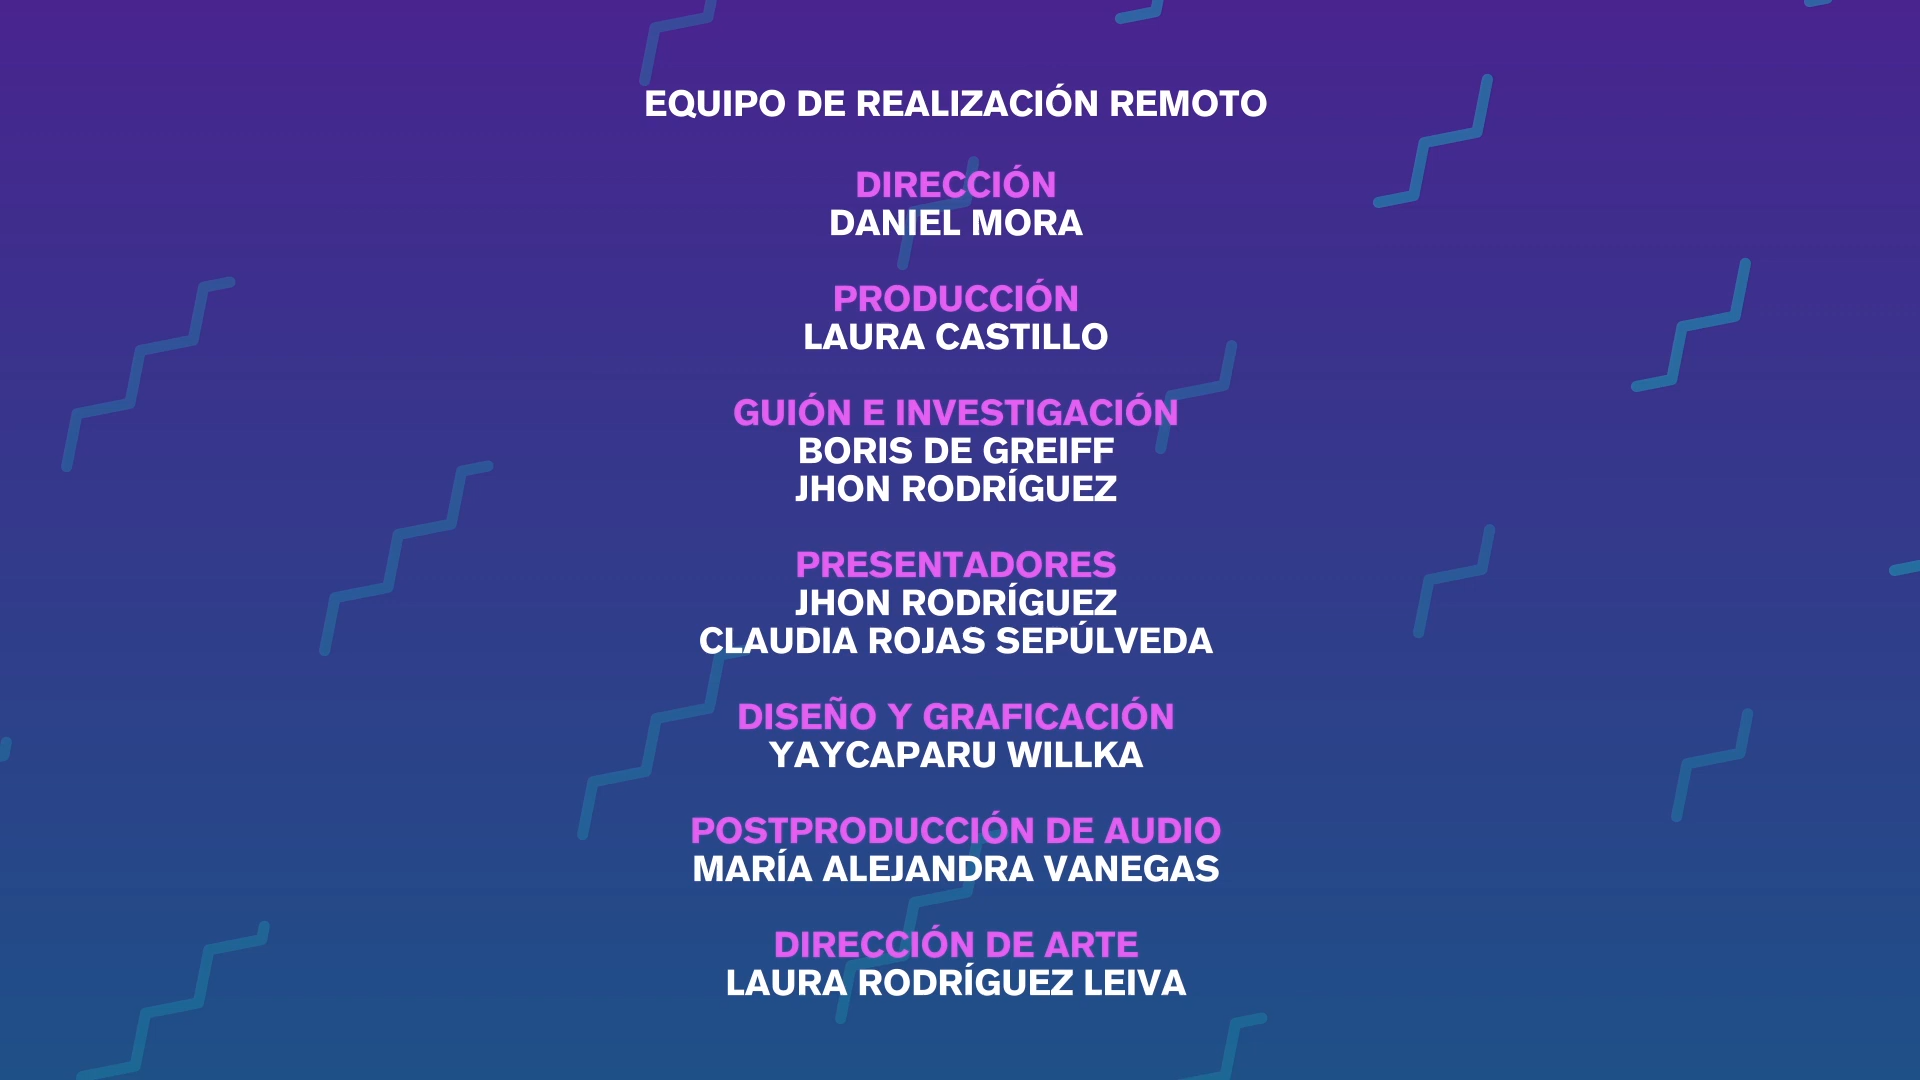 EQUIPO DE REALIZACIÓN REMOTO
DIRECCIÓN
DANIEL MORA
PRODUCCIÓN
LAURA CASTILLO
GUIÓN E INVESTIGACIÓN
BORIS DE GREIFF
JHON RODRÍGUEZ
PRESENTADORES
JHON RODRÍGUEZ
CLAUDIA ROJAS SEPÚLVEDA
DISEÑO Y GRAFICACIÓN
YAYCAPARU WILLKA
POSTPRODUCCIÓN DE AUDIO
MARÍA ALEJANDRA VANEGAS
DIRECCIÓN DE ARTE
LAURA RODRÍGUEZ LEIVA